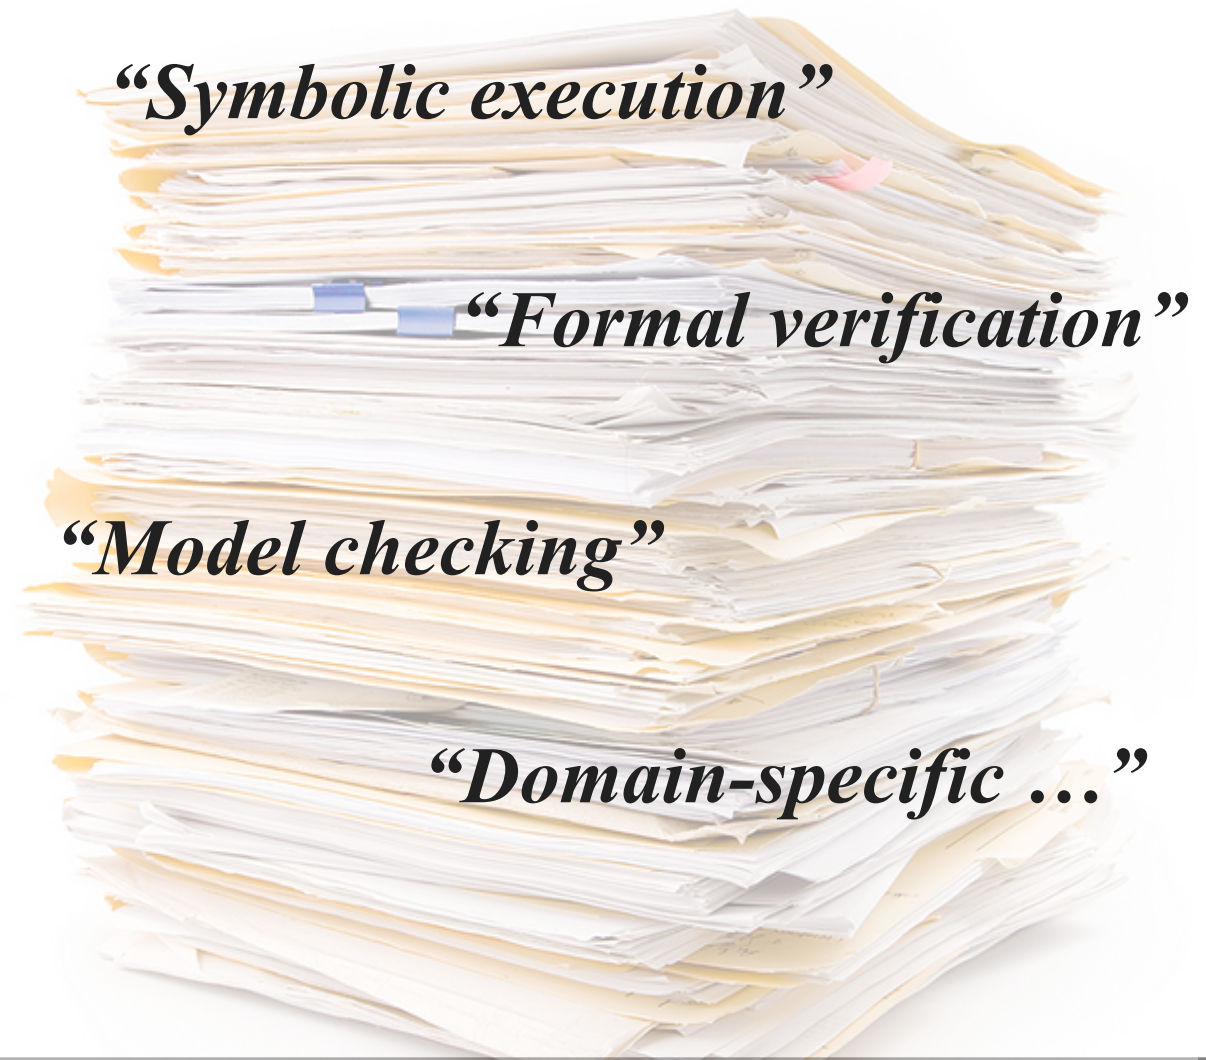 “Symbolic execution”
“Formal verification”
“Model checking”
“Domain-specific …”